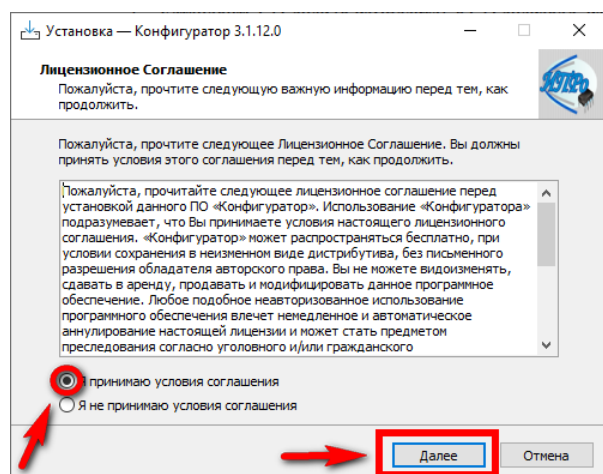 Установка — Конфигуратор 3.1.12.0
Лицензионное Соглашение
Пожалуйста, прочтите следующую важную информацию перед тем, как
продолжить.
Пожалуйста, прочтите следующее Лицензионное Соглашение. Вы должны
принять условия этого соглашения перед тем, как продолжить.
Пожалуйста, прочитайте следующее лицензионное соглашение перед
установкой данного ПО «Конфигуратор». Использование «Конфигуратора»
подразумевает, что Вы принимаете условия настоящего лицензионного
соглашения. «Конфигуратор» может распространяться бесплатно, при
условии сохранения в неизменном виде дистрибутива, без письменного
разрешения обладателя авторского права. Вы не можете видоизменять,
сдавать в аренду, продавать и модифицировать данное программное
обеспечение. Любое подобное неавторизованное использование
программного обеспечения влечет немедленное и автоматическое
аннулирование настоящей лицензии и может стать предметом
преследования согласно уголовного и/или гражданского
Я принимаю условия соглашения
Я не принимаю условия соглашения
Далее
Отмена